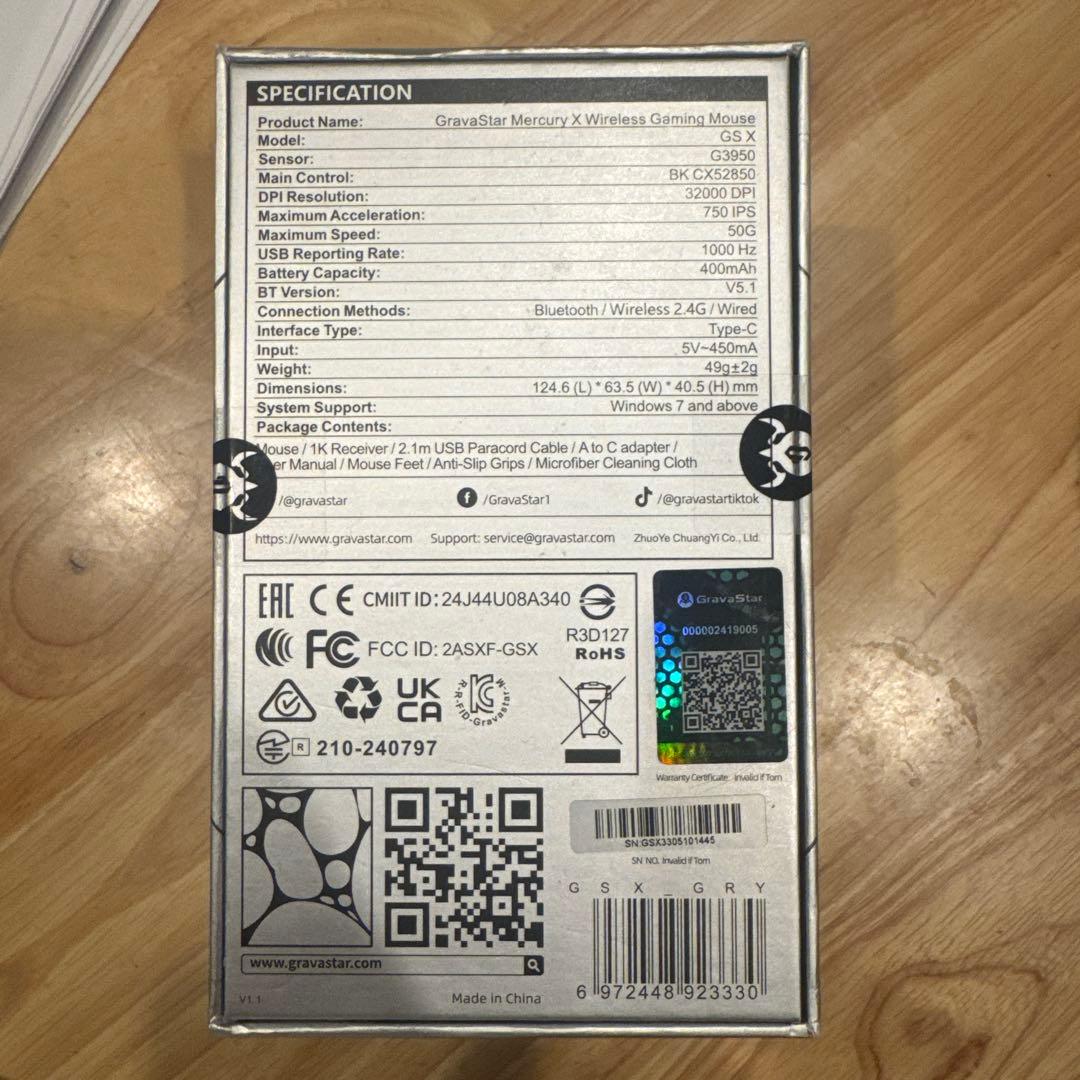 SPECIFICATION
Product Name: GravaStar Mercury X Wireless Gaming Mouse
Model: GS X
Sensor: G3950
Main Control: BK CX52850
DPI Resolution: 32000 DPI
Maximum Acceleration: 750 IPS
Maximum Speed: 50G
USB Reporting Rate: 1000 Hz
Battery Capacity: 400mAh
BT Version: V5.1
Connection Methods: Bluetooth / Wireless 2.4G / Wired
Interface Type: Type-C
Input: 5V~450mA
Weight: 49g±2g
Dimensions: 124.6 (L) * 63.5 (W) * 40.5 (H) mm
System Support: Windows 7 and above
Package Contents:
Mouse / 1K Receiver / 2.1m USB Paracord Cable / A to C adapter /
er Manual / Mouse Feet / Anti-Slip Grips / Microfiber Cleaning Cloth
/@gravastar f /GravaStar1 /@gravastartiktok
https://www.gravastar.com Support: service@gravastar.com ZhuoYe ChuangYi Co., Ltd.
EAC CE CMIIT ID: 24J44U08A340
FC FCC ID: 2ASXF-GSX R3D127
RoHS
UK
CA
R-R-FID-Gravastar-M
R 210-240797
GravaStar
000002419005
Warranty Certificate: Invalid if Torn
SN:GSX3305101445
SN NO. Invalid if Torn
GSX_GRY
6 972448 923330
www.gravastar.com
V1.1 Made in China